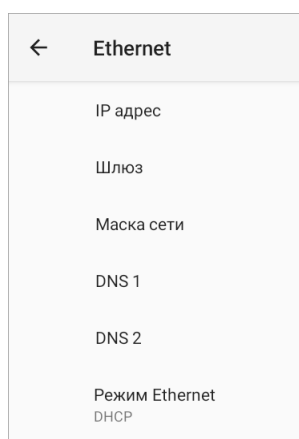 Ethernet
IP адрес
Шлюз
Маска сети
DNS 1
DNS 2
Режим Ethernet
DHCP